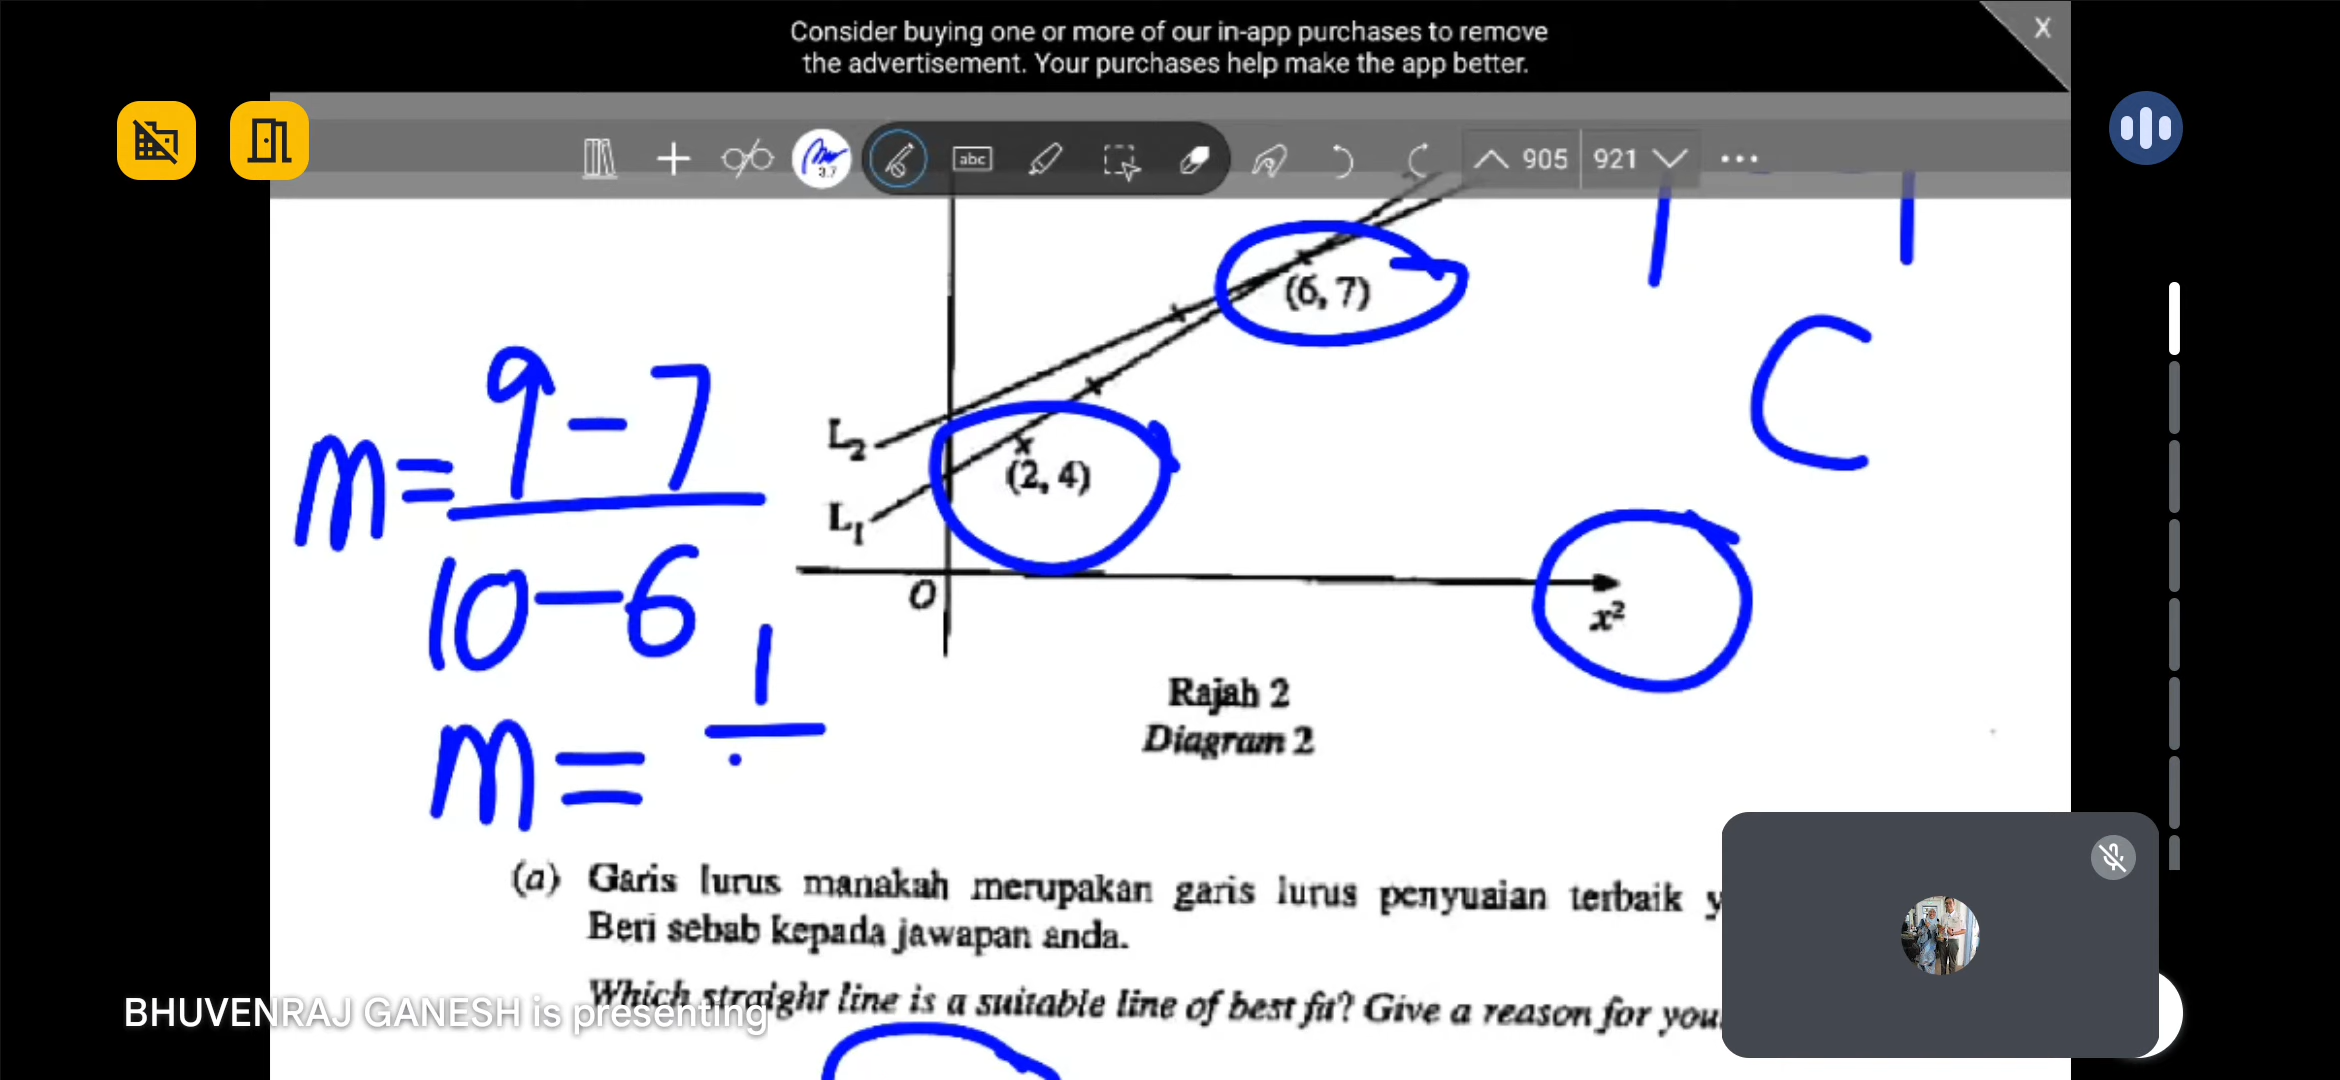 Consider buying one or more of our in-app purchases to remove
the advertisement. Your purchases help make the app better.
X
3.7
abc
905
921
(6, 7)
C
9-7
m=
10-6
L2
(2, 4)
L1
O
x²
m= 1
Rajah 2
Diagram 2
(a) Garis lurus manakah merupakan garis lurus penyuaian terbaik y
Beri sebab kepada jawapan anda.
Which straight line is a suitable line of best fit? Give a reason for you
BHUVENRAJ GANESH is presenting